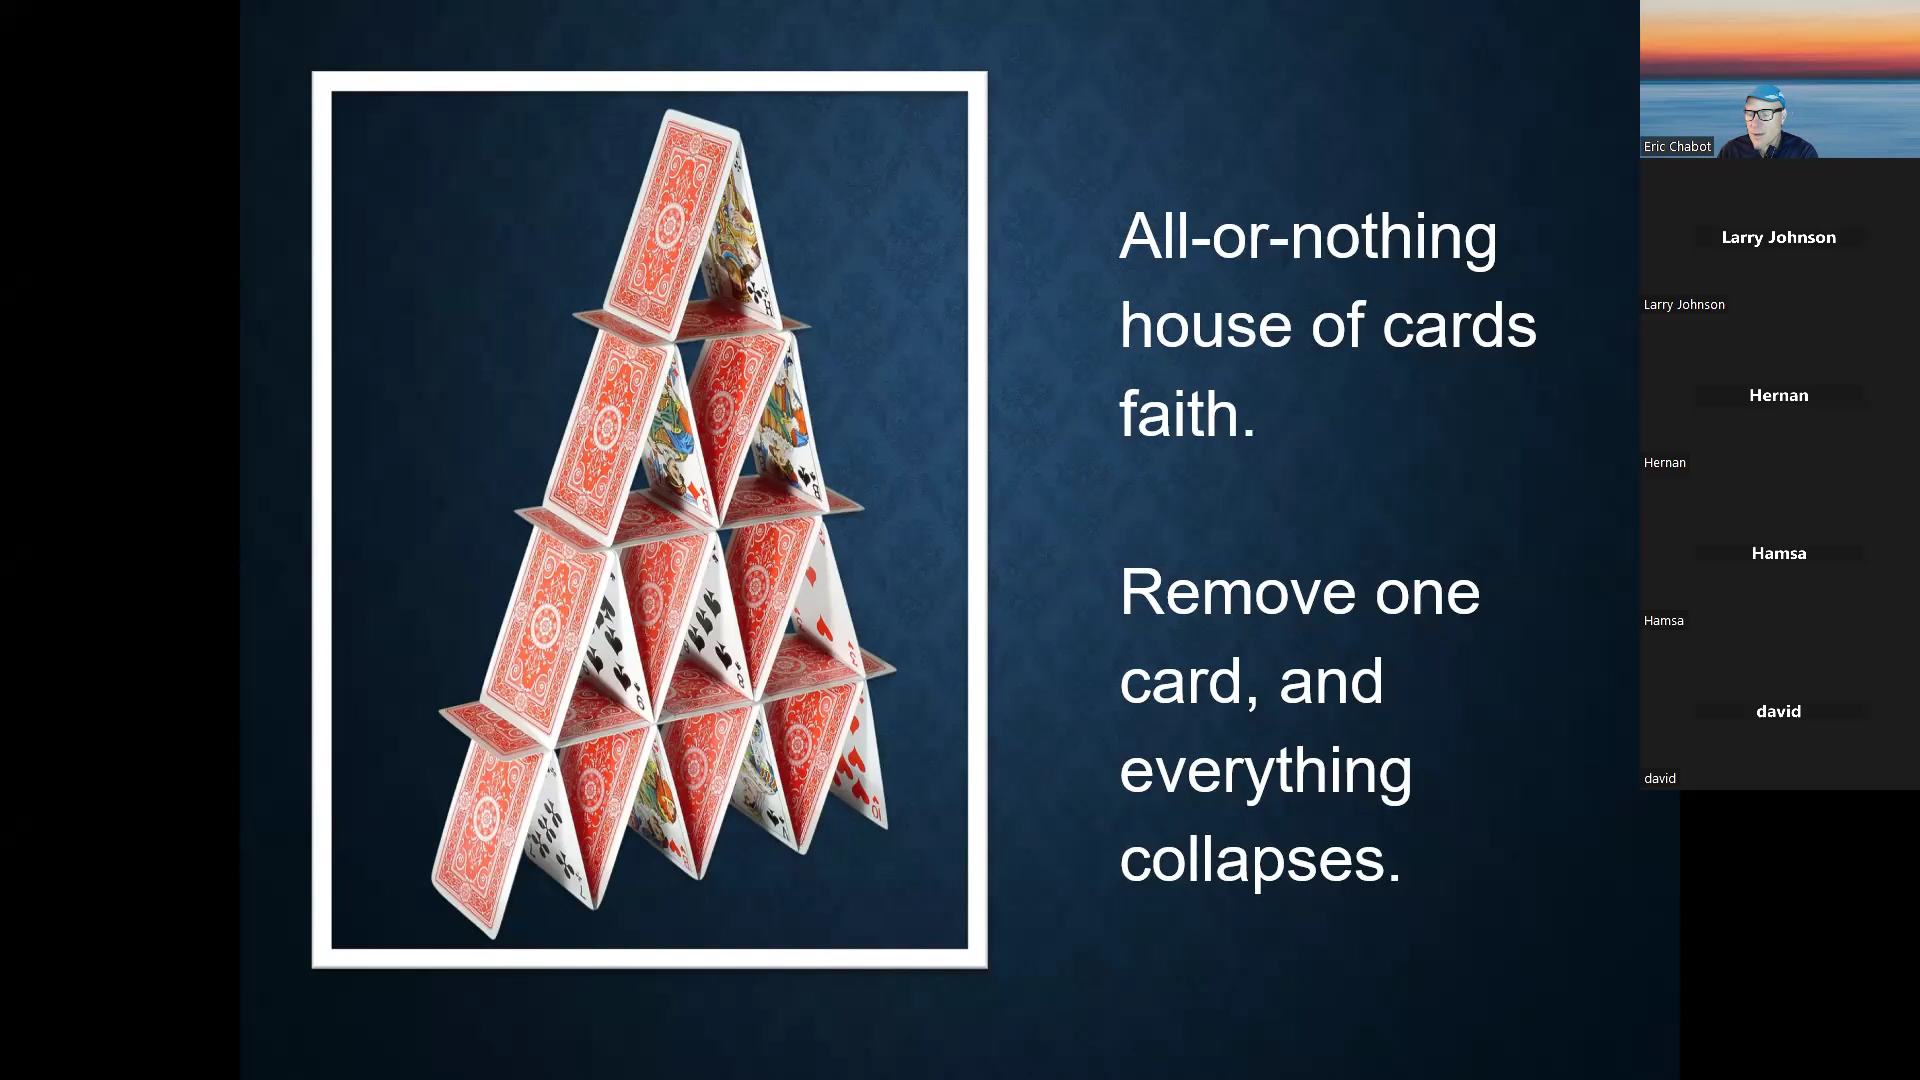 All-or-nothing
house of cards
faith.
Remove one
card, and
everything
collapses.
Eric Chabot
Larry Johnson
Larry Johnson
Hernan
Hernan
Hamsa
Hamsa
david
david